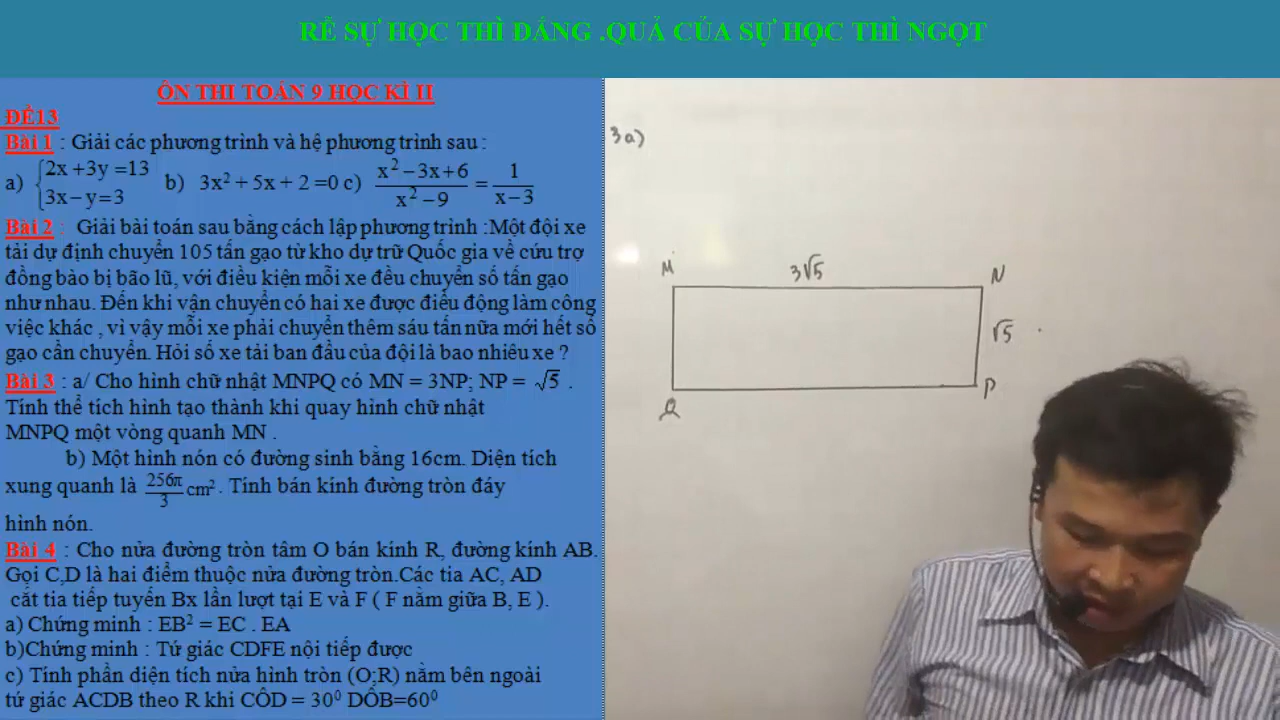 RỄ SỰ HỌC THÌ ĐẮNG .QUẢ CỦA SỰ HỌC THÌ NGỌT
ÔN THI TOÁN 9 HỌC KÌ II
ĐỀ13
Bài 1 : Giải các phương trình và hệ phương trình sau :
a) {2x +3y =13 3x−y=3 b) 3x² + 5x + 2 =0 c) (x²−3x+6)/(x²−9) = 1/(x−3)
Bài 2 : Giải bài toán sau bằng cách lập phương trình :Một đội xe
tải dự định chuyển 105 tấn gạo từ kho dự trữ Quốc gia về cứu trợ
đồng bào bị bão lũ, với điều kiện mỗi xe đều chuyển số tấn gạo
như nhau. Đến khi vận chuyển có hai xe được điều động làm công
việc khác , vì vậy mỗi xe phải chuyển thêm sáu tấn nữa mới hết số
gạo cần chuyển. Hỏi số xe tải ban đầu của đội là bao nhiêu xe ?
Bài 3 : a/ Cho hình chữ nhật MNPQ có MN = 3NP; NP = √5 .
Tính thể tích hình tạo thành khi quay hình chữ nhật
MNPQ một vòng quanh MN .
b) Một hình nón có đường sinh bằng 16cm. Diện tích
xung quanh là 256π/3 cm². Tính bán kính đường tròn đáy
hình nón.
Bài 4 : Cho nửa đường tròn tâm O bán kính R, đường kính AB.
Gọi C,D là hai điểm thuộc nửa đường tròn.Các tia AC, AD
cắt tia tiếp tuyến Bx lần lượt tại E và F ( F nằm giữa B, E ).
a) Chứng minh : EB² = EC . EA
b)Chứng minh : Tứ giác CDFE nội tiếp được
c) Tính phần diện tích nửa hình tròn (O;R) nằm bên ngoài
tứ giác ACDB theo R khi CÔD = 30⁰ DÔB=60⁰
3a)
M 3√5 N
√5
Q P